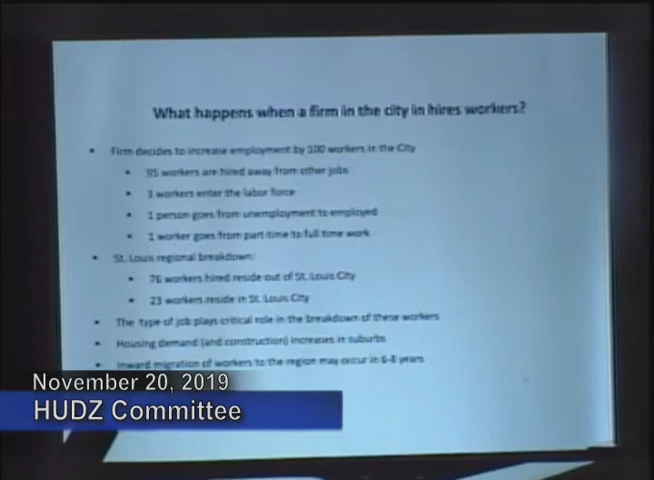 What happens when a firm in the city in hires workers?
• Firm decides to increase employment by 100 workers in the City
• 95 workers are hired away from other jobs
• 3 workers enter the labor force
• 1 person goes from unemployment to employed
• 1 worker goes from part time to full time work
• St. Louis regional breakdown:
• 76 workers hired reside out of St. Louis City
• 23 workers reside in St. Louis City
• The type of job plays critical role in the breakdown of these workers
• Housing demand (and construction) increases in suburbs
• Inward migration of workers to the region may occur in 6-8 years
November 20, 2019
HUDZ Committee